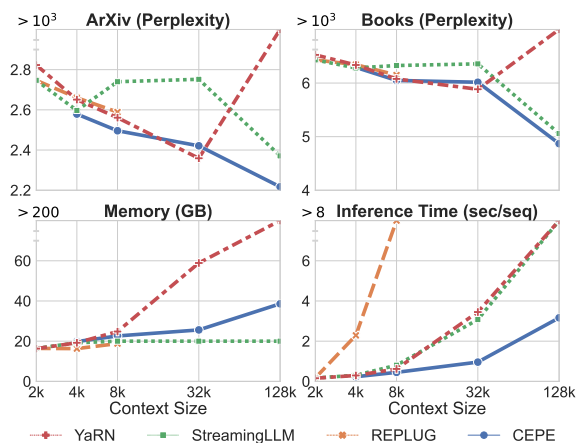 > 10³ ArXiv (Perplexity)
2.8
2.6
2.4
2.2
> 10³ Books (Perplexity)
6
5
4
> 200 Memory (GB)
60
40
20
0
2k 4k 8k 32k 128k
Context Size
> 8 Inference Time (sec/seq)
6
4
2
0
2k 4k 8k 32k 128k
Context Size
YaRN StreamingLLM REPLUG CEPE